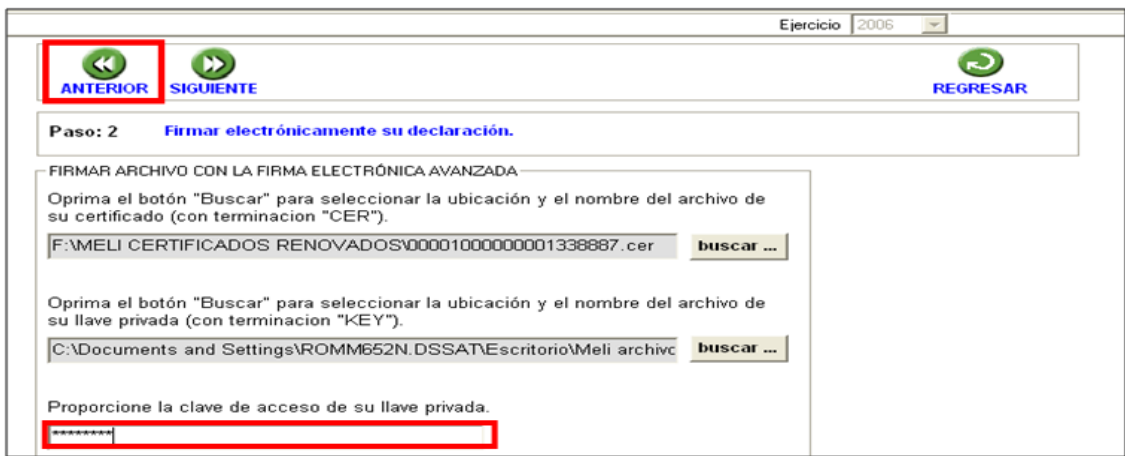 Ejercicio 2006
ANTERIOR SIGUIENTE REGRESAR
Paso: 2 Firmar electrónicamente su declaración.
FIRMAR ARCHIVO CON LA FIRMA ELECTRÓNICA AVANZADA
Oprima el botón "Buscar" para seleccionar la ubicación y el nombre del archivo de
su certificado (con terminacion "CER").
F:\MELI CERTIFICADOS RENOVADOS\00001000000001338887.cer buscar ...
Oprima el botón "Buscar" para seleccionar la ubicación y el nombre del archivo de
su llave privada (con terminacion "KEY").
C:\Documents and Settings\ROMM652N.DSSAT\Escritorio\Meli archivo buscar ...
Proporcione la clave de acceso de su llave privada.
********